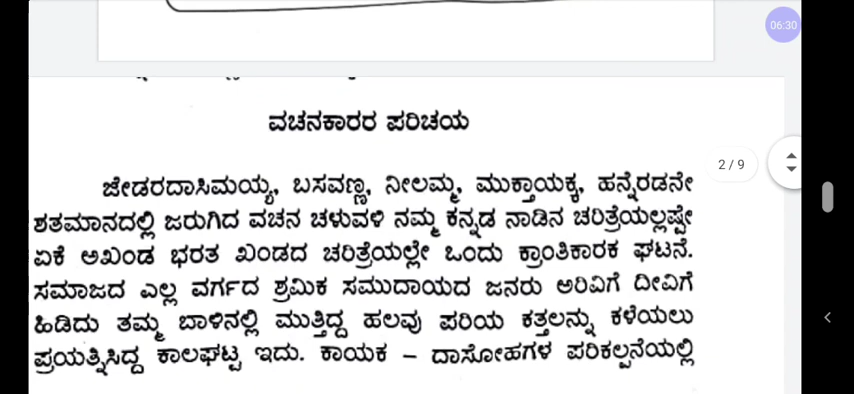 06:30
ವಚನಕಾರರ ಪರಿಚಯ
2 / 9
ಜೇಡರದಾಸಿಮಯ್ಯ, ಬಸವಣ್ಣ, ನೀಲಮ್ಮ, ಮುಕ್ತಾಯಕ್ಕ, ಹನ್ನೆರಡನೇ
ಶತಮಾನದಲ್ಲಿ ಜರುಗಿದ ವಚನ ಚಳುವಳಿ ನಮ್ಮ ಕನ್ನಡ ನಾಡಿನ ಚರಿತ್ರೆಯಲ್ಲಷ್ಟೇ
ಏಕೆ ಅಖಂಡ ಭರತ ಖಂಡದ ಚರಿತ್ರೆಯಲ್ಲೇ ಒಂದು ಕ್ರಾಂತಿಕಾರಕ ಘಟನೆ.
ಸಮಾಜದ ಎಲ್ಲ ವರ್ಗದ ಶ್ರಮಿಕ ಸಮುದಾಯದ ಜನರು ಅರಿವಿಗೆ ದೀವಿಗೆ
ಹಿಡಿದು ತಮ್ಮ ಬಾಳಿನಲ್ಲಿ ಮುತ್ತಿದ್ದ ಹಲವು ಪರಿಯ ಕತ್ತಲನ್ನು ಕಳೆಯಲು
ಪ್ರಯತ್ನಿಸಿದ್ದ ಕಾಲಘಟ್ಟ ಇದು. ಕಾಯಕ – ದಾಸೋಹಗಳ ಪರಿಕಲ್ಪನೆಯಲ್ಲಿ